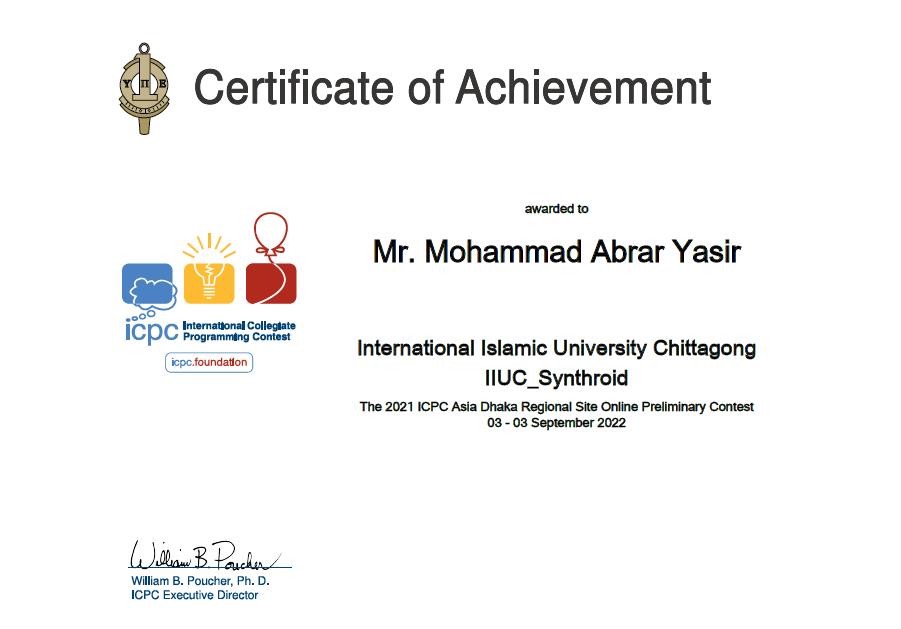 Certificate of Achievement
Υ Π Β
awarded to
Mr. Mohammad Abrar Yasir
icpc International Collegiate
Programming Contest
icpc.foundation
International Islamic University Chittagong
IIUC_Synthroid
The 2021 ICPC Asia Dhaka Regional Site Online Preliminary Contest
03 - 03 September 2022
William B. Poucher
William B. Poucher, Ph. D.
ICPC Executive Director